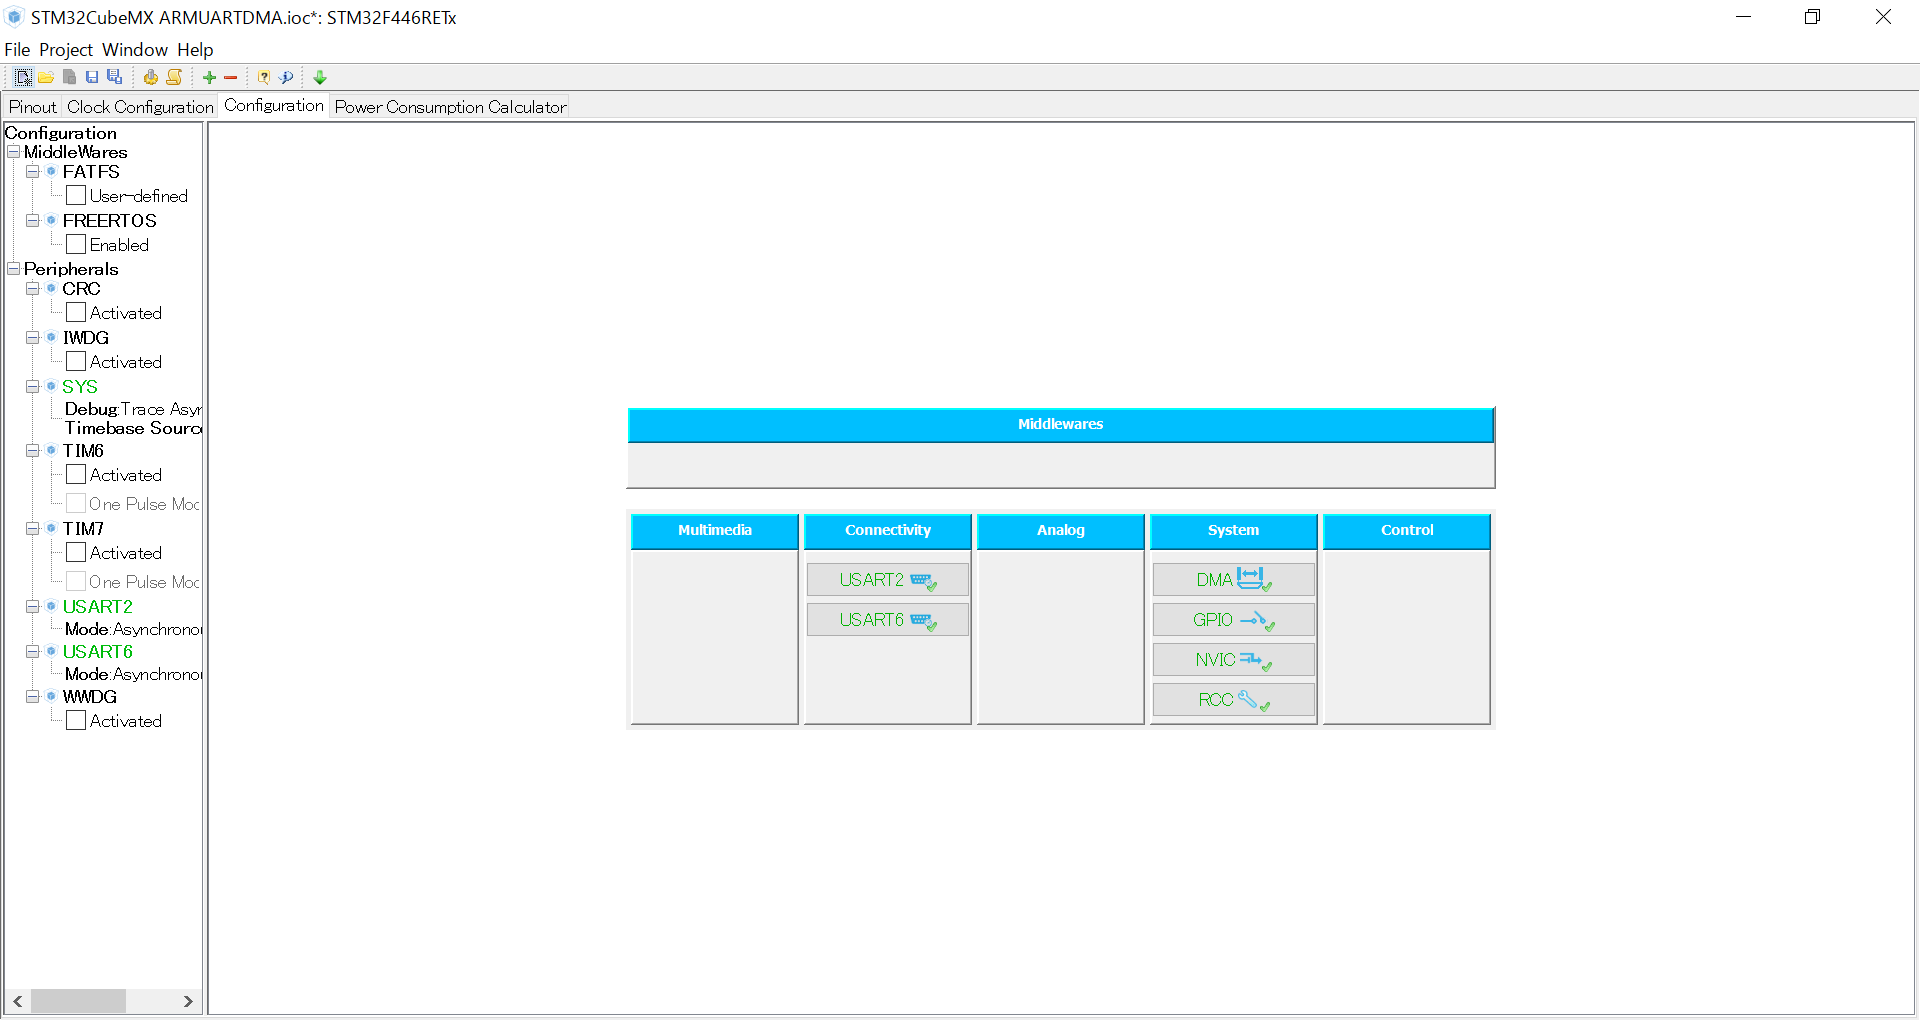 STM32CubeMX ARMUARTDMA.ioc*: STM32F446RETx
File Project Window Help
Pinout Clock Configuration Configuration Power Consumption Calculator
Configuration
MiddleWares
FATFS
User-defined
FREERTOS
Enabled
Peripherals
CRC
Activated
IWDG
Activated
SYS
Debug:Trace Asyn
Timebase Source
TIM6
Activated
One Pulse Moc
TIM7
Activated
One Pulse Moc
USART2
Mode:Asynchrono
USART6
Mode:Asynchrono
WWDG
Activated
Middlewares
Multimedia Connectivity Analog System Control
USART2 DMA
USART6 GPIO
NVIC
RCC